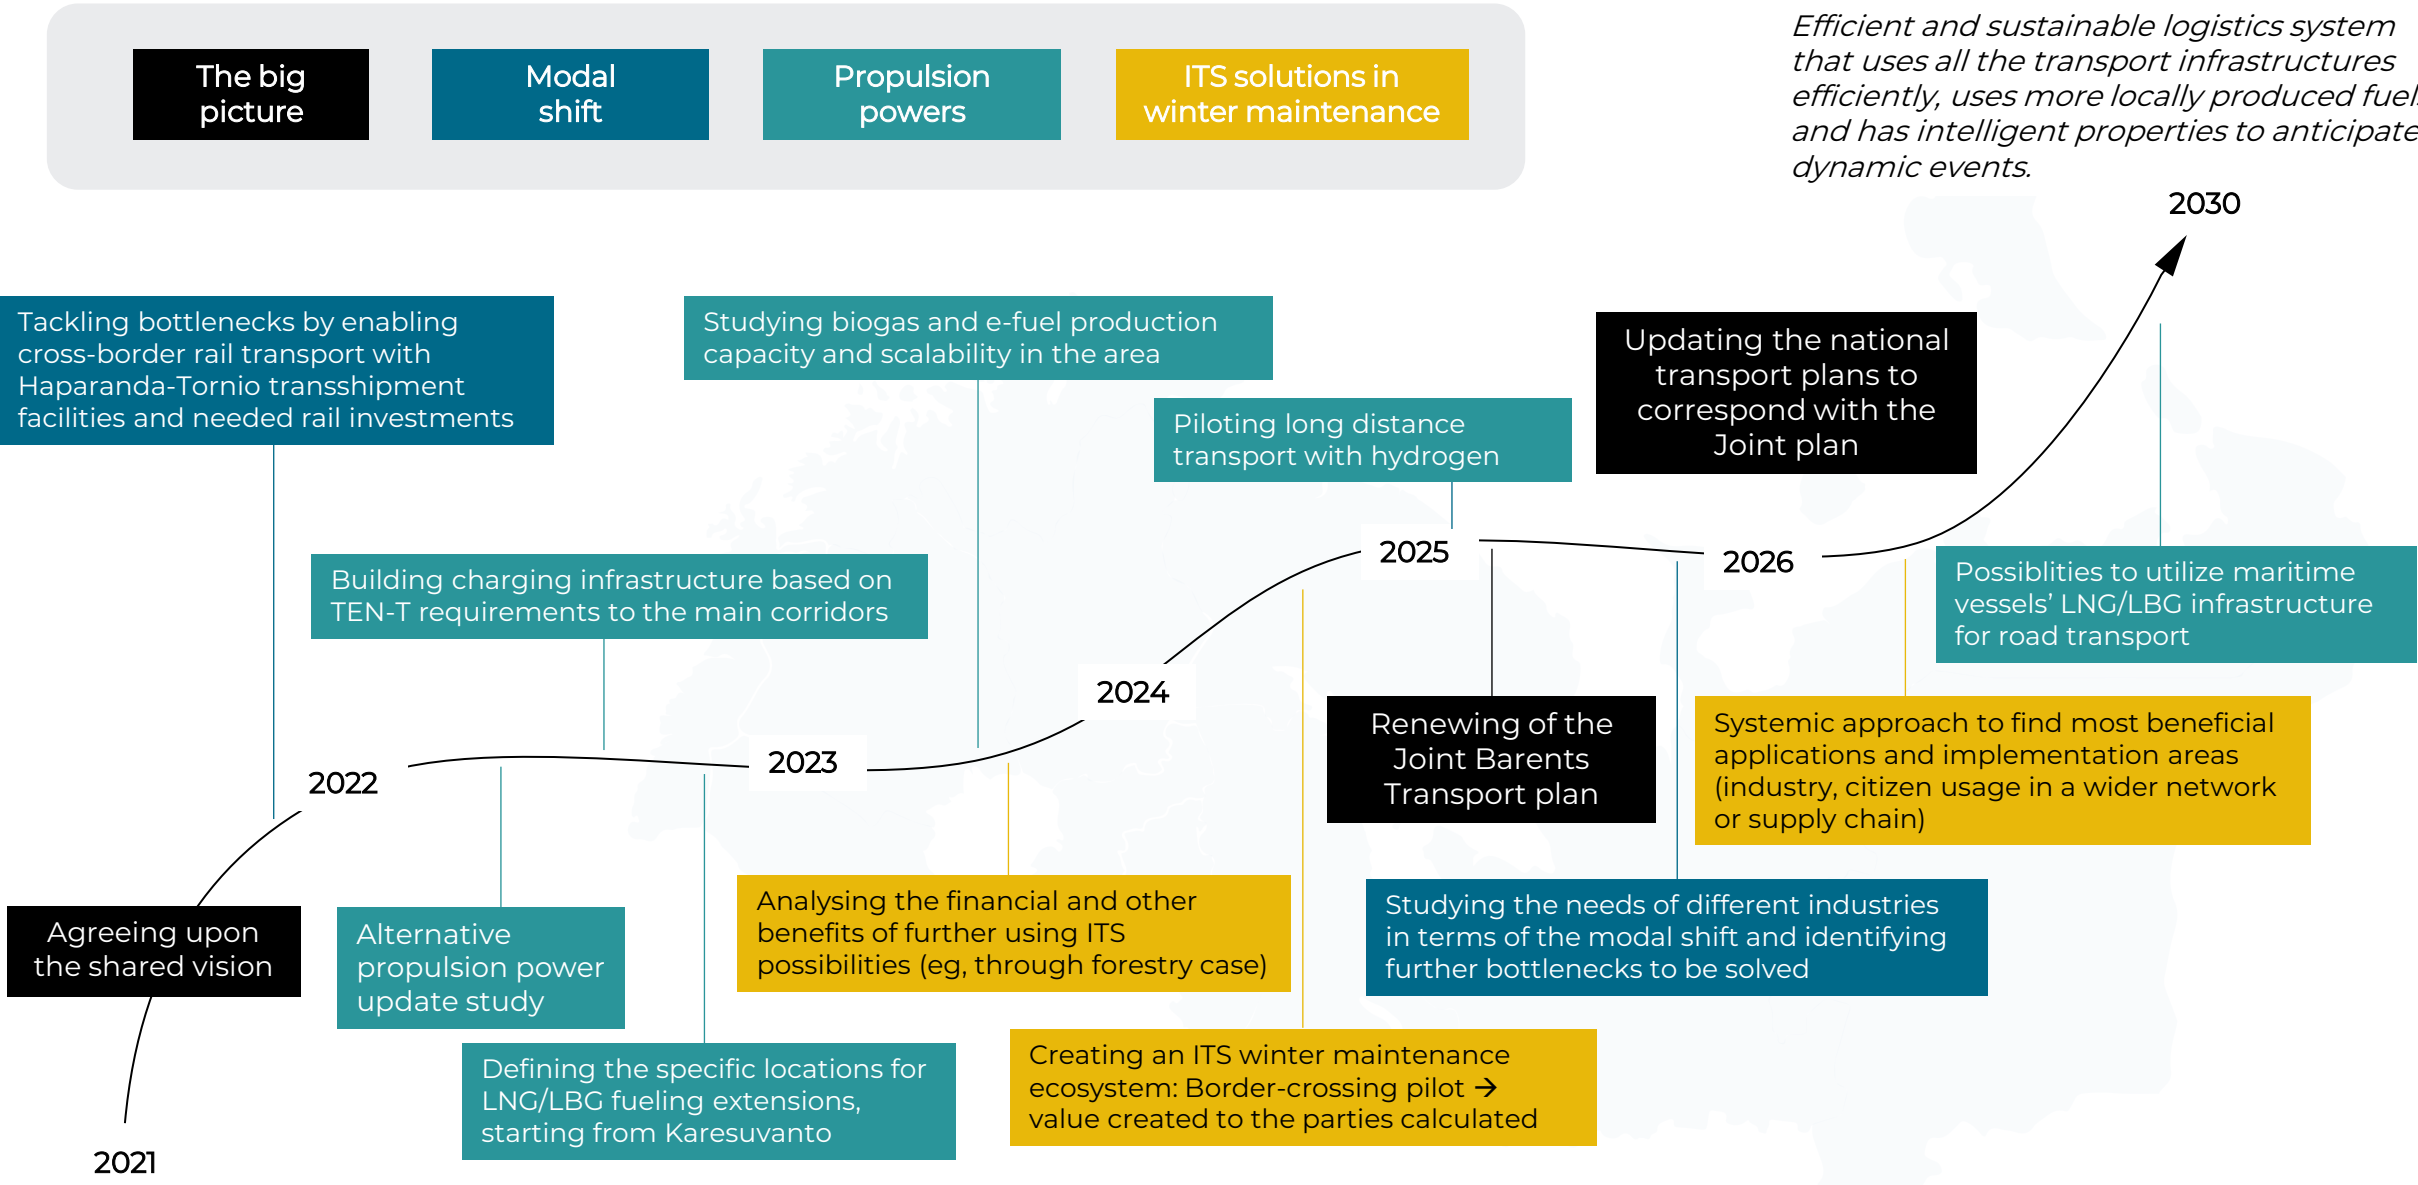 The big
picture
Modal
shift
Propulsion
powers
ITS solutions in
winter maintenance
Efficient and sustainable logistics system
that uses all the transport infrastructures
efficiently, uses more locally produced fuels
and has intelligent properties to anticipate
dynamic events.
2030
Tackling bottlenecks by enabling
cross-border rail transport with
Haparanda-Tornio transshipment
facilities and needed rail investments
Studying biogas and e-fuel production
capacity and scalability in the area
Piloting long distance
transport with hydrogen
Updating the national
transport plans to
correspond with the
Joint plan
Building charging infrastructure based on
TEN-T requirements to the main corridors
2025
2026
Possiblities to utilize maritime
vessels’ LNG/LBG infrastructure
for road transport
2024
2023
2022
Renewing of the
Joint Barents
Transport plan
Systemic approach to find most beneficial
applications and implementation areas
(industry, citizen usage in a wider network
or supply chain)
Agreeing upon
the shared vision
Alternative
propulsion power
update study
Analysing the financial and other
benefits of further using ITS
possibilities (eg, through forestry case)
Studying the needs of different industries
in terms of the modal shift and identifying
further bottlenecks to be solved
Defining the specific locations for
LNG/LBG fueling extensions,
starting from Karesuvanto
Creating an ITS winter maintenance
ecosystem: Border-crossing pilot →
value created to the parties calculated
2021